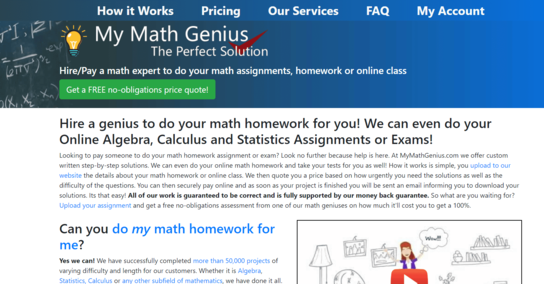 How it Works Pricing Our Services FAQ My Account
My Math Genius
The Perfect Solution
Hire/Pay a math expert to do your math assignments, homework or online class
Get a FREE no-obligations price quote!
Hire a genius to do your math homework for you! We can even do your
Online Algebra, Calculus and Statistics Assignments or Exams!
Looking to pay someone to do your math homework assignment or exam? Look no further because help is here. At MyMathGenius.com we offer custom
written step-by-step solutions. We can even do your online math homework and take your tests for you as well! How it works is simple, you upload to our
website the details about your math homework or online class. We then quote you a price based on how urgently you need the solutions as well as the
difficulty of the questions. You can then securely pay online and as soon as your project is finished you will be sent an email informing you to download your
solutions. Its that easy! All of our work is guaranteed to be correct and is fully supported by our money back guarantee. So what are you waiting for?
Upload your assignment and get a free no obligations assessment from one of our math geniuses on how much it'll cost you to get a 100%.
Can you do my math homework for
me?
Yes we can! We have successfully completed more than 50,000 projects of
varying difficulty and length for our customers. Whether it is Algebra,
Statistics, Calculus or any other subfield of mathematics, we have done it all.